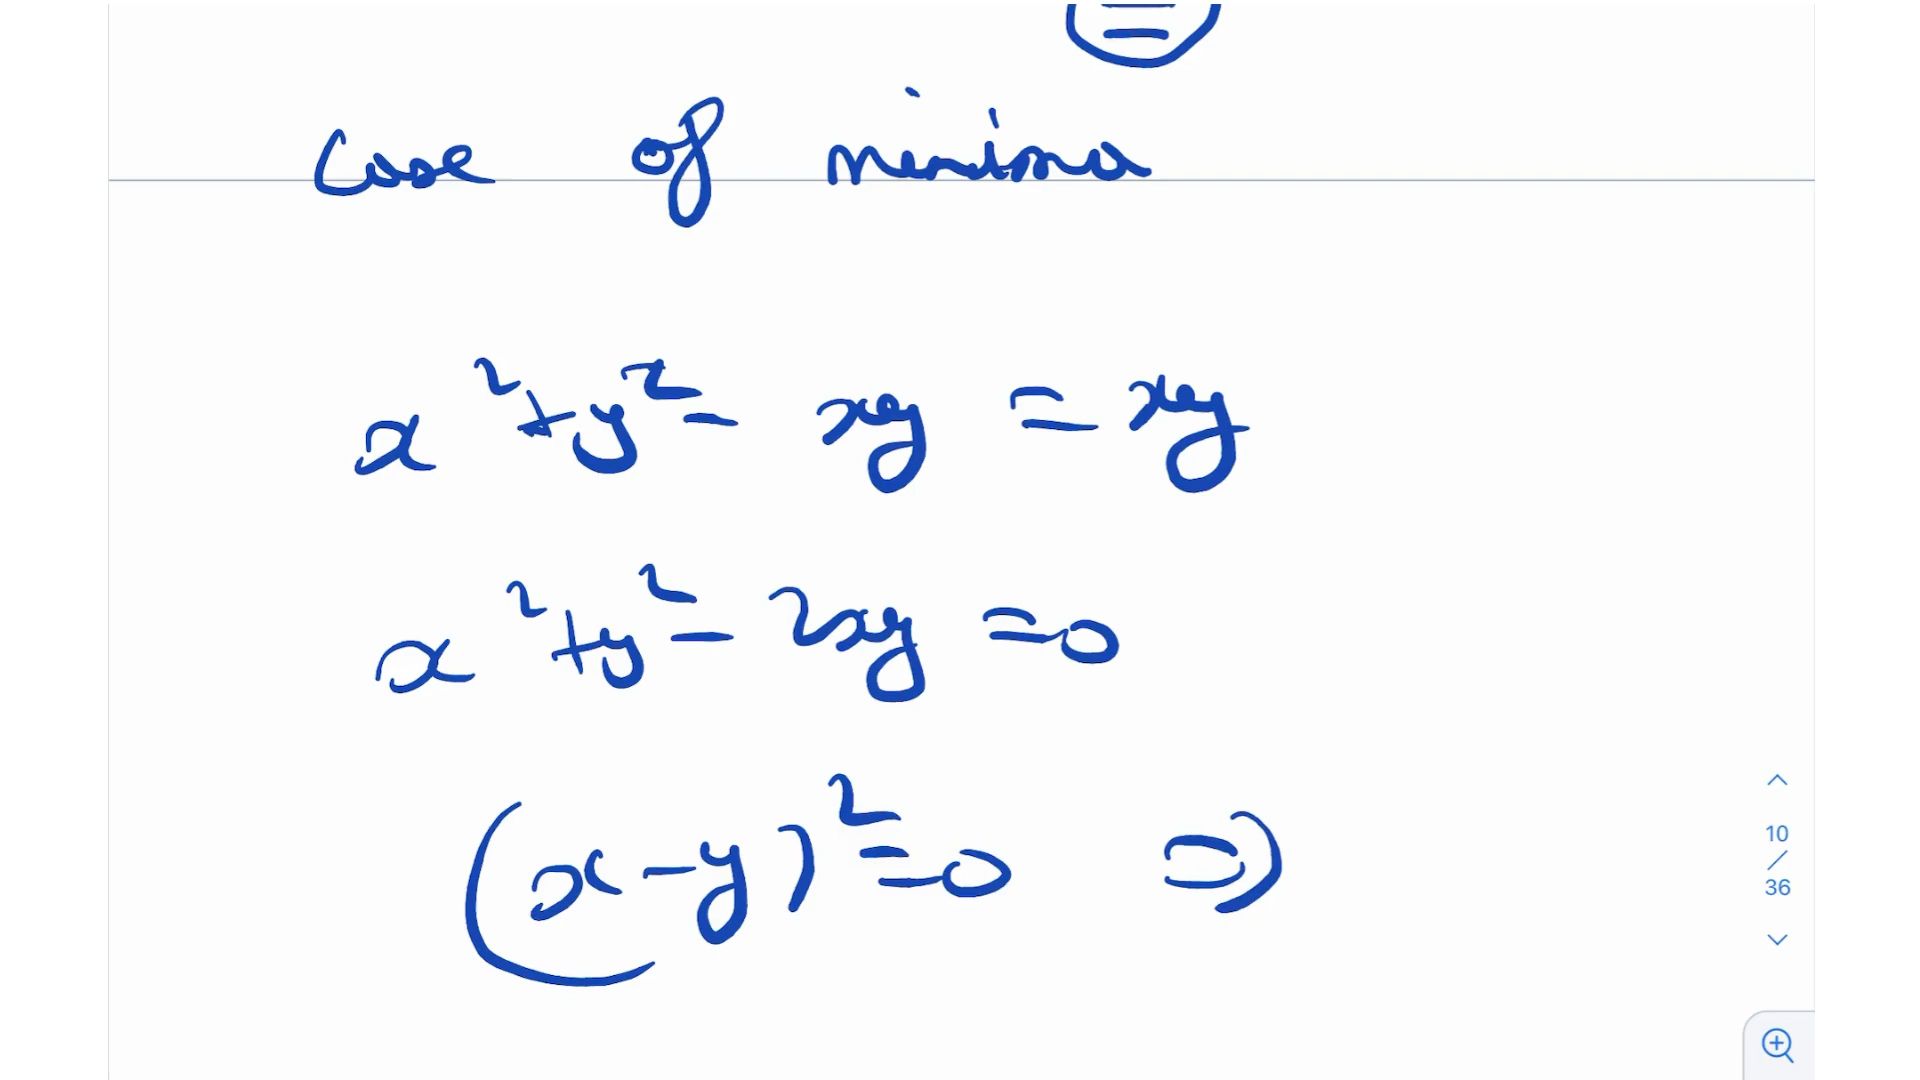 Case of minima
x² + y² - xy = xy
x² + y² - 2xy = 0
(x - y)² = 0 ⇒
10
/
36